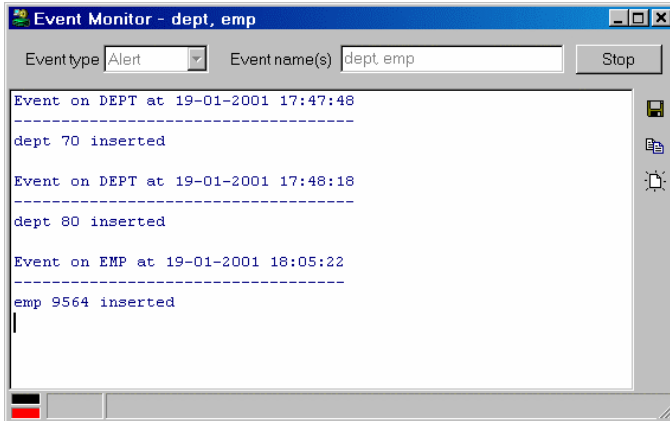 Event Monitor - dept, emp
Event type Alert Event name(s) dept, emp Stop
Event on DEPT at 19-01-2001 17:47:48
------------------------------------
dept 70 inserted
Event on DEPT at 19-01-2001 17:48:18
------------------------------------
dept 80 inserted
Event on EMP at 19-01-2001 18:05:22
-----------------------------------
emp 9564 inserted